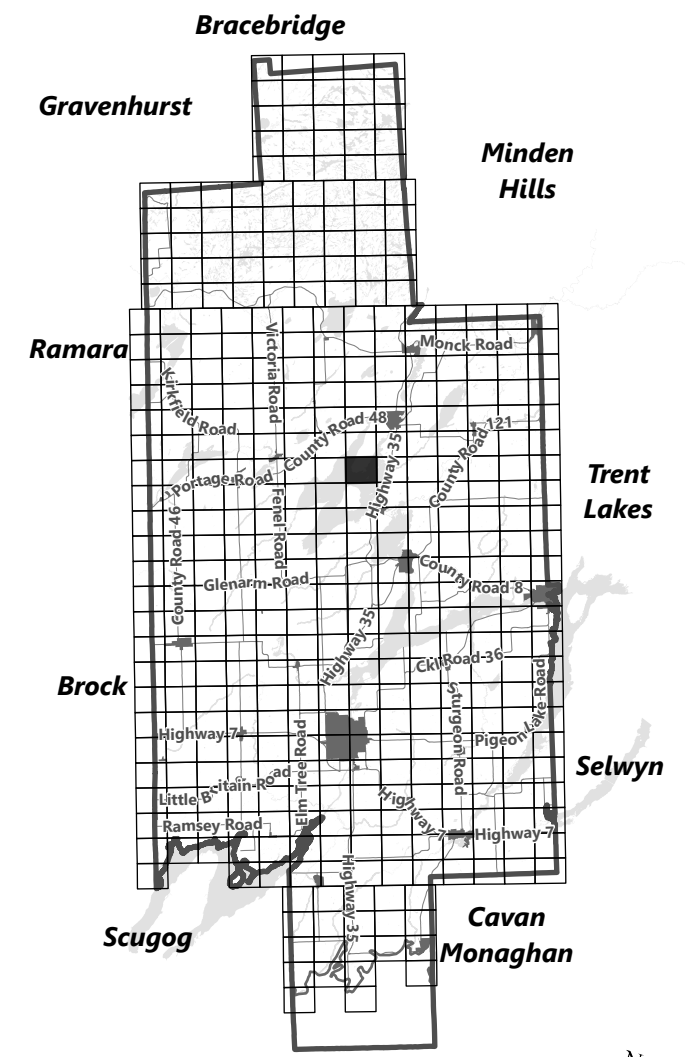 Bracebridge
Gravenhurst
Minden
Hills
Ramara
Monck Road
Victoria Road
Kirkfield Road
County Road 48
County Road 121
Highway 35
Portage Road
Trent
Lakes
Fenel Road
County Road 46
Glenarm Road
County Road 8
Highway 35
Ckl Road 36
Brock
Sturgeon Road
Pigeon Lake Road
Highway 7
Elm Tree Road
Selwyn
Little Britain Road
Highway 7
Highway 7
Ramsey Road
Highway 35
Scugog
Cavan
Monaghan